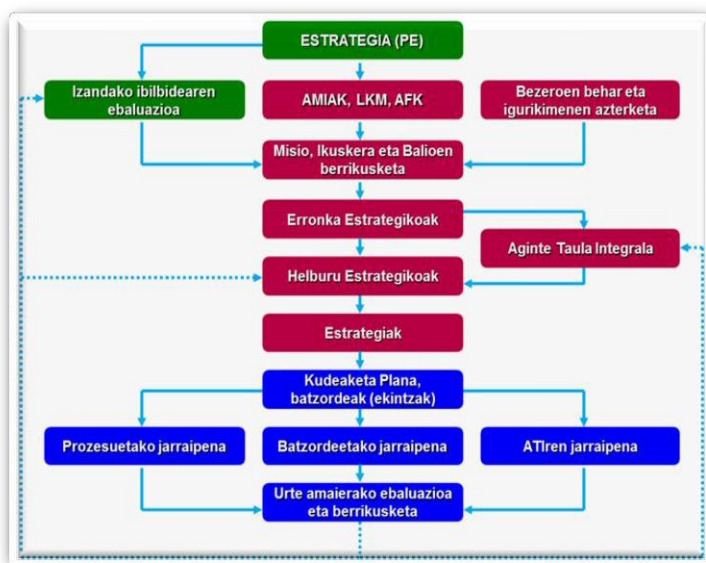 ESTRATEGIA (PE)
Izandako ibilbidearen
ebaluazioa
AMIAK, LKM, AFK
Bezeroen behar eta
igurikimenen azterketa
Misio, Ikuskera eta Balioen
berrikusketa
Erronka Estrategikoak
Aginte Taula Integrala
Helburu Estrategikoak
Estrategiak
Kudeaketa Plana,
batzordeak (ekintzak)
Prozesuetako jarraipena
Batzordeetako jarraipena
ATIren jarraipena
Urte amaierako ebaluazioa
eta berrikusketa